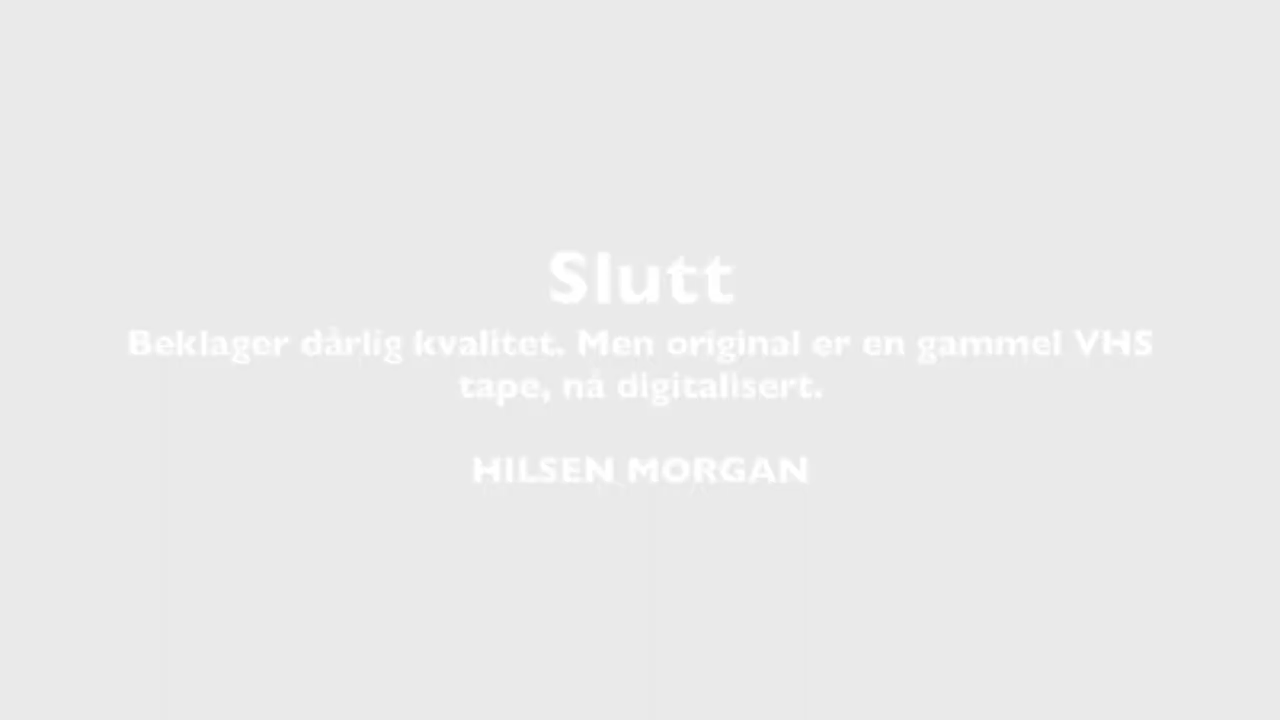 Slutt
Beklager dårlig kvalitet. Men original er en gammel VHS
tape, nå digitalisert.
HILSEN MORGAN